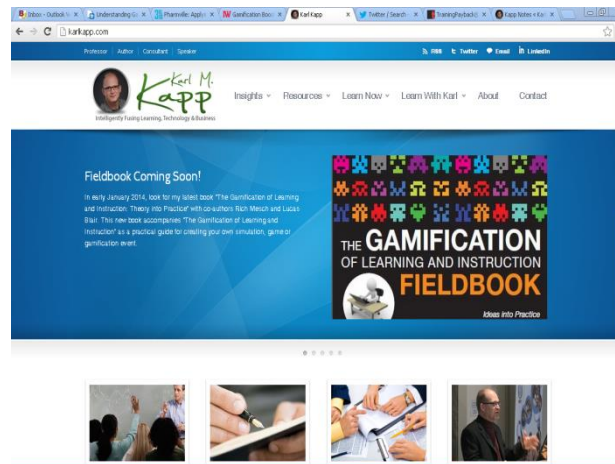 Inbox - Outlook
Understanding
Pharmville: Apply
Gamification Boos
Karl Kapp
Twitter / Search -
Kapp Notes « Kar
karlkapp.com
Professor | Author | Consultant | Speaker
RSS Twitter Email LinkedIn
Karl M.
Kapp
Intelligently Fusing Learning, Technology & Business
Insights Resources Learn Now Learn With Karl About Contact
Fieldbook Coming Soon!
In early January 2014, look for my latest book "The Gamification of Learning
and Instruction: Theory into Practice" with co-authors Rich Mesch and Lucas
Blair. This new book accompanies "The Gamification of Learning and
Instruction" as a practical guide for creating your own simulation, game or
gamification event.
THE GAMIFICATION
OF LEARNING AND INSTRUCTION
FIELDBOOK
Ideas into Practice